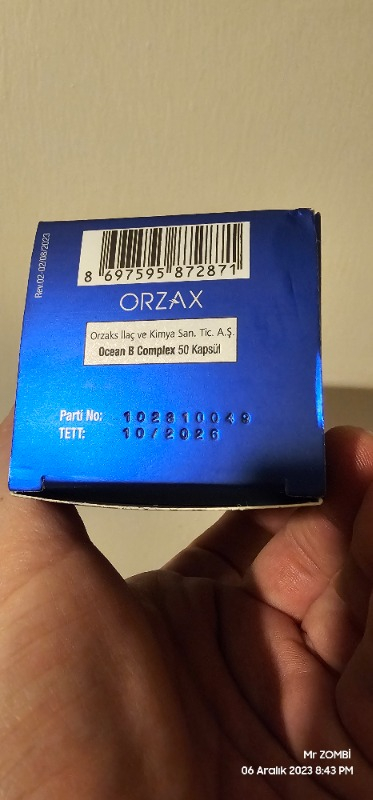 Rev.02-02/08/2023
8 697595 872871
ORZAX
Orzaks İlaç ve Kimya San. Tic. A.Ş.
Ocean B Complex 50 Kapsül
Parti No: 102310049
TETT: 10/2026
Mr ZOMBİ
06 Aralık 2023 8:43 PM